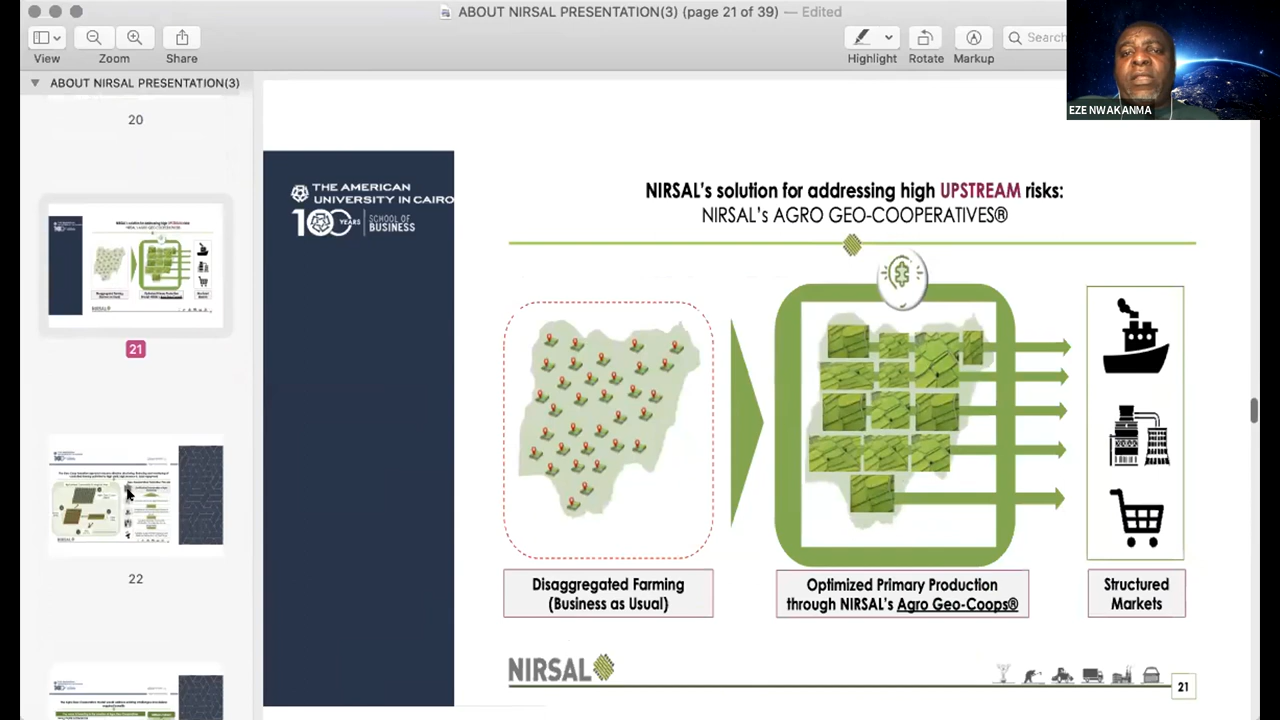 ABOUT NIRSAL PRESENTATION(3) (page 21 of 39) — Edited
View
Zoom
Share
Highlight
Rotate
Markup
Search
EZE NWAKANMA
ABOUT NIRSAL PRESENTATION(3)
20
21
22
THE AMERICAN
UNIVERSITY IN CAIRO
100 YEARS
SCHOOL OF
BUSINESS
NIRSAL's solution for addressing high UPSTREAM risks:
NIRSAL's AGRO GEO-COOPERATIVES®
Disaggregated Farming
(Business as Usual)
Optimized Primary Production
through NIRSAL's Agro Geo-Coops®
Structured
Markets
NIRSAL
21